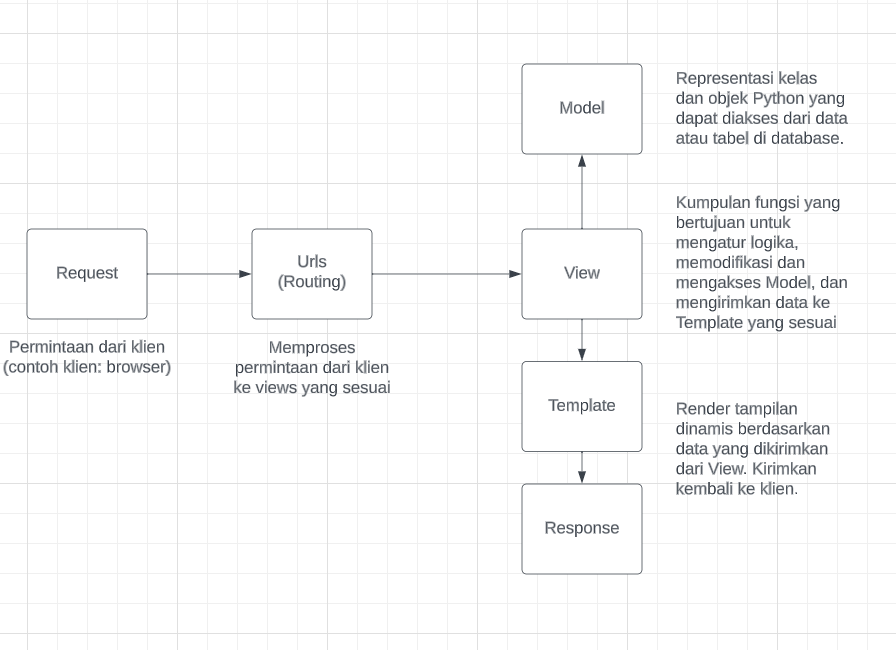 Model
Representasi kelas
dan objek Python yang
dapat diakses dari data
atau tabel di database.
Request
Permintaan dari klien
(contoh klien: browser)
Urls
(Routing)
Memproses
permintaan dari klien
ke views yang sesuai
View
Kumpulan fungsi yang
bertujuan untuk
mengatur logika,
memodifikasi dan
mengakses Model, dan
mengirimkan data ke
Template yang sesuai
Template
Render tampilan
dinamis berdasarkan
data yang dikirimkan
dari View. Kirimkan
kembali ke klien.
Response